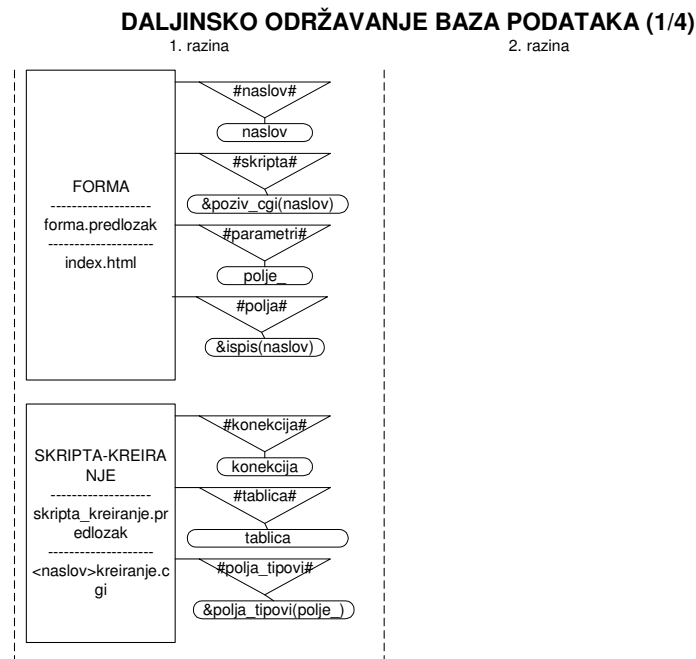 DALJINSKO ODRŽAVANJE BAZA PODATAKA (1/4)
1. razina
2. razina
FORMA
--------------------
forma.predlozak
---------------------
index.html
#naslov#
naslov
#skripta#
&poziv_cgi(naslov)
#parametri#
polje_
#polja#
&ispis(naslov)
SKRIPTA-KREIRA
NJE
--------------------
skripta_kreiranje.pr
edlozak
---------------------
<naslov>kreiranje.c
gi
#konekcija#
konekcija
#tablica#
tablica
#polja_tipovi#
&polja_tipovi(polje_)